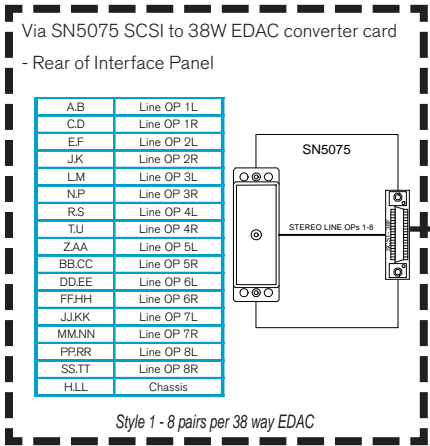 Via SN5075 SCSI to 38W EDAC converter card
- Rear of Interface Panel
A.B Line OP 1L
C.D Line OP 1R
E.F Line OP 2L
J.K Line OP 2R
L.M Line OP 3L
N.P Line OP 3R
R.S Line OP 4L
T.U Line OP 4R
Z.AA Line OP 5L
BB.CC Line OP 5R
DD.EE Line OP 6L
FF.HH Line OP 6R
JJ.KK Line OP 7L
MM.NN Line OP 7R
PP.RR Line OP 8L
SS.TT Line OP 8R
H.LL Chassis
SN5075
STEREO LINE OPs 1-8
Style 1 - 8 pairs per 38 way EDAC